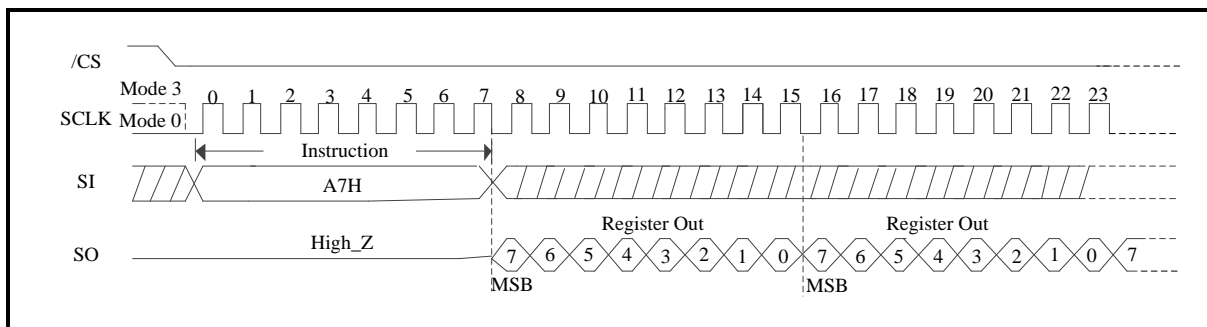 /CS
Mode 3
0 1 2 3 4 5 6 7 8 9 10 11 12 13 14 15 16 17 18 19 20 21 22 23
SCLK Mode 0
Instruction
SI
A7H
Register Out Register Out
High_Z
SO
7 6 5 4 3 2 1 0 7 6 5 4 3 2 1 0 7
MSB MSB